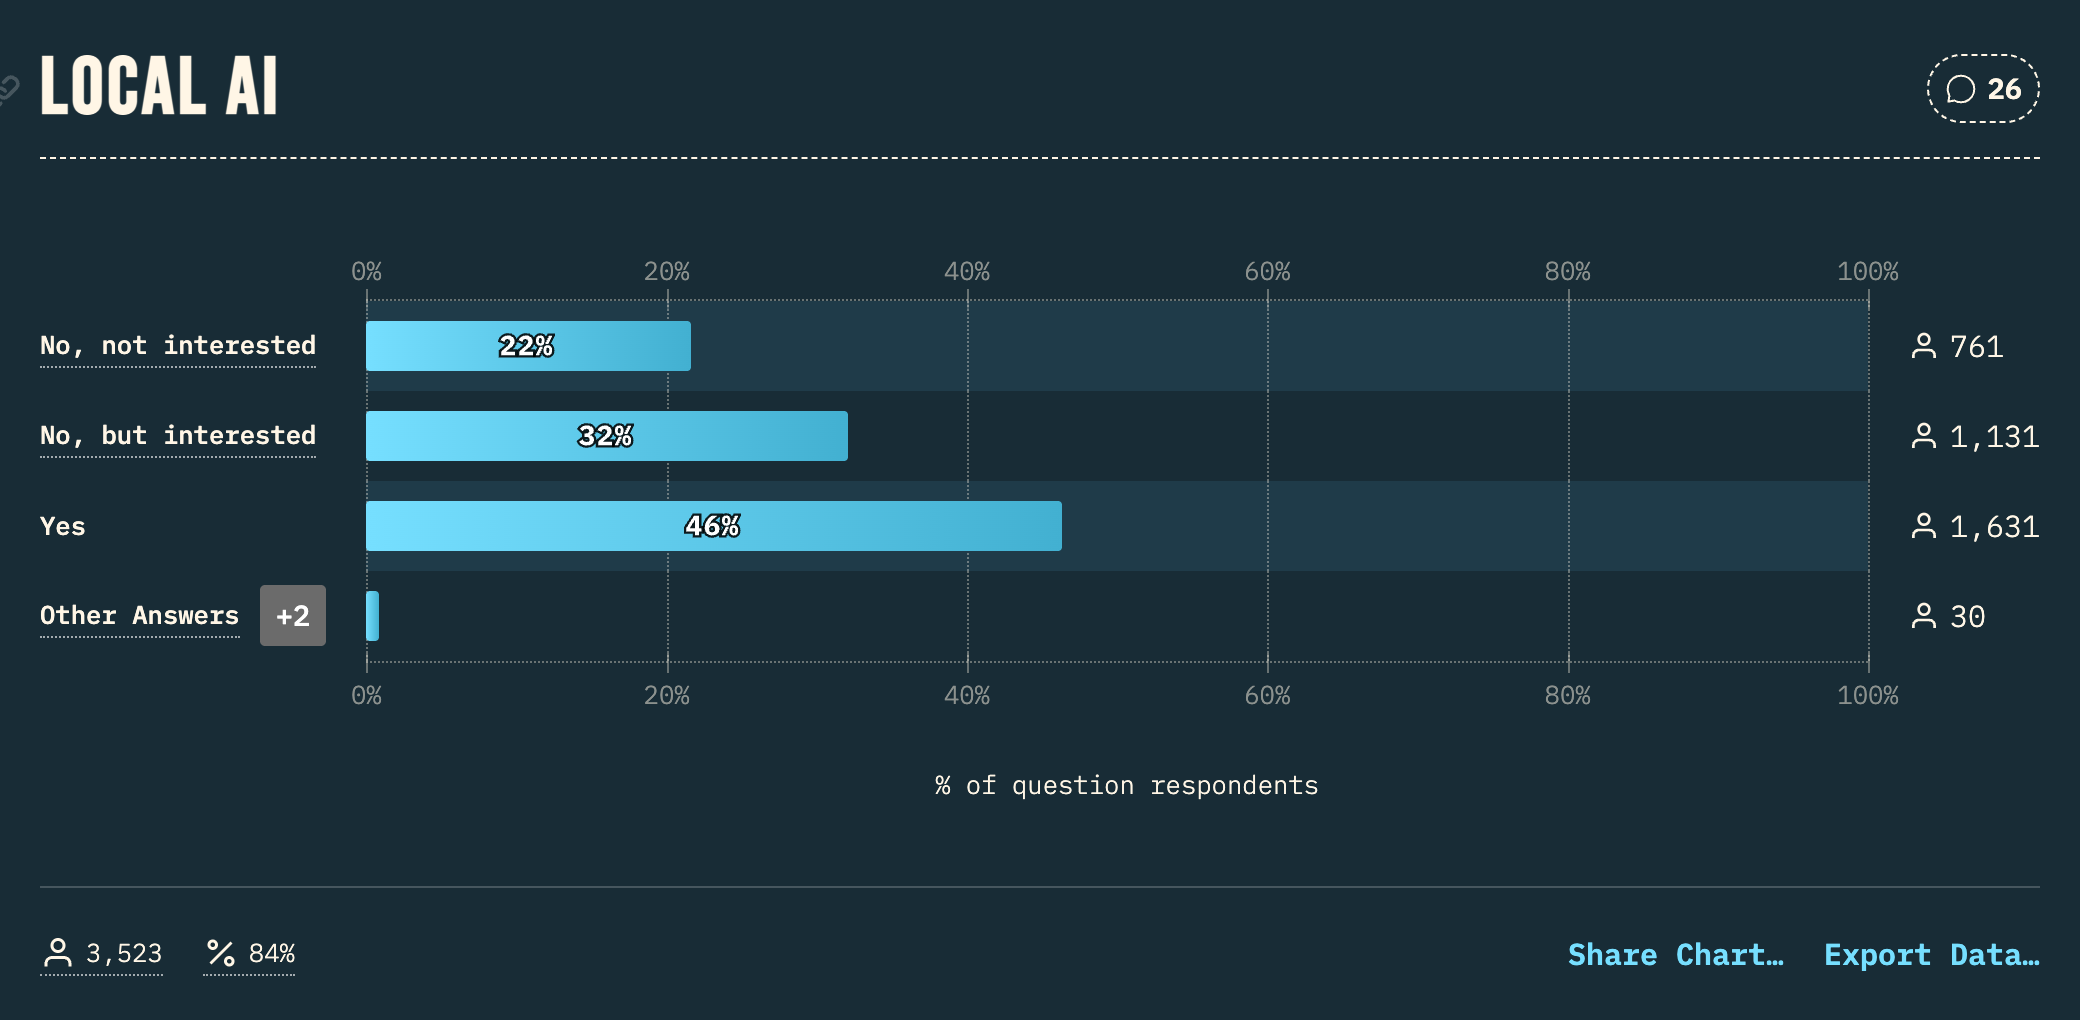 LOCAL AI
26
0% 20% 40% 60% 80% 100%
No, not interested 22% 761
No, but interested 32% 1,131
Yes 46% 1,631
Other Answers +2 30
0% 20% 40% 60% 80% 100%
% of question respondents
3,523 84% Share Chart… Export Data…